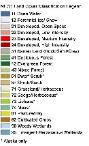 NLCD Land Cover Classification Legend
11 Open Water
12 Perennial Ice/ Snow
21 Developed, Open Space
22 Developed, Low Intensity
23 Developed, Medium Intensity
24 Developed, High Intensity
31 Barren Land (Rock/Sand/Clay)
41 Deciduous Forest
42 Evergreen Forest
43 Mixed Forest
51 Dwarf Scrub*
52 Shrub/Scrub
71 Grassland/Herbaceous
72 Sedge/Herbaceous*
73 Lichens*
74 Moss*
81 Pasture/Hay
82 Cultivated Crops
90 Woody Wetlands
95 Emergent Herbaceous Wetlands
* Alaska only